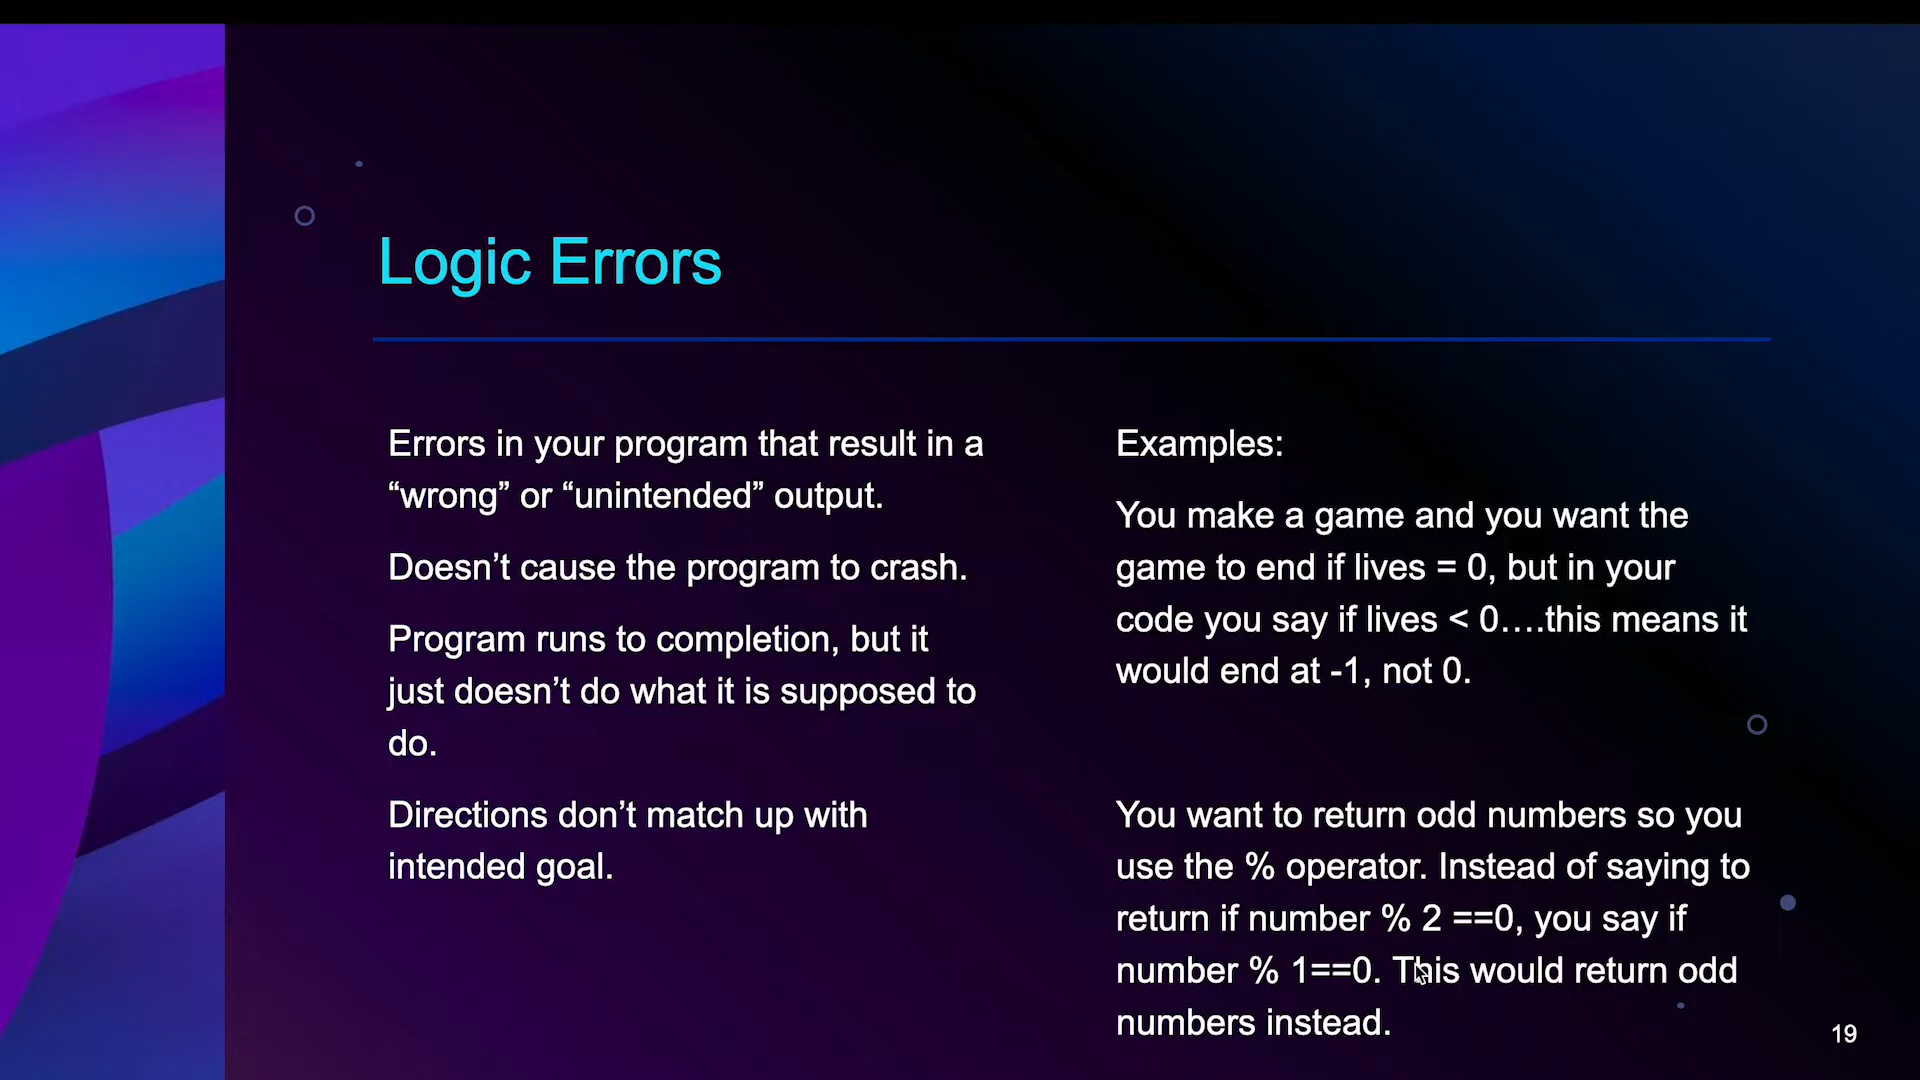 Logic Errors
Errors in your program that result in a
“wrong” or “unintended” output.
Doesn’t cause the program to crash.
Program runs to completion, but it
just doesn’t do what it is supposed to
do.
Directions don’t match up with
intended goal.
Examples:
You make a game and you want the
game to end if lives = 0, but in your
code you say if lives < 0….this means it
would end at -1, not 0.
You want to return odd numbers so you
use the % operator. Instead of saying to
return if number % 2 ==0, you say if
number % 1==0. This would return odd
numbers instead.
19